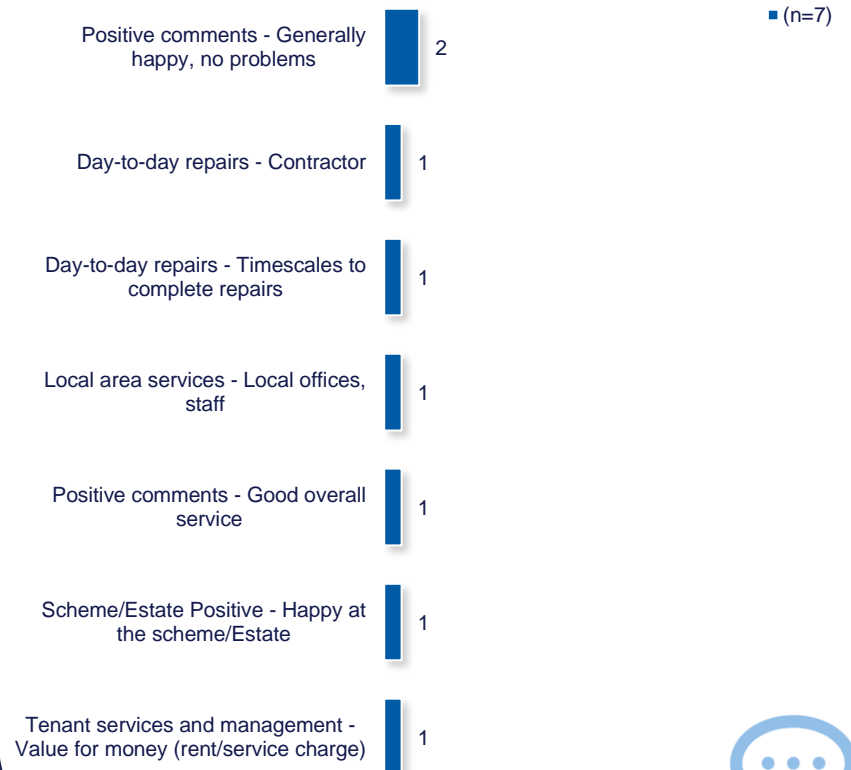 (n=7)
Positive comments - Generally
happy, no problems
2
Day-to-day repairs - Contractor
1
Day-to-day repairs - Timescales to
complete repairs
1
Local area services - Local offices,
staff
1
Positive comments - Good overall
service
1
Scheme/Estate Positive - Happy at
the scheme/Estate
1
Tenant services and management -
Value for money (rent/service charge)
1